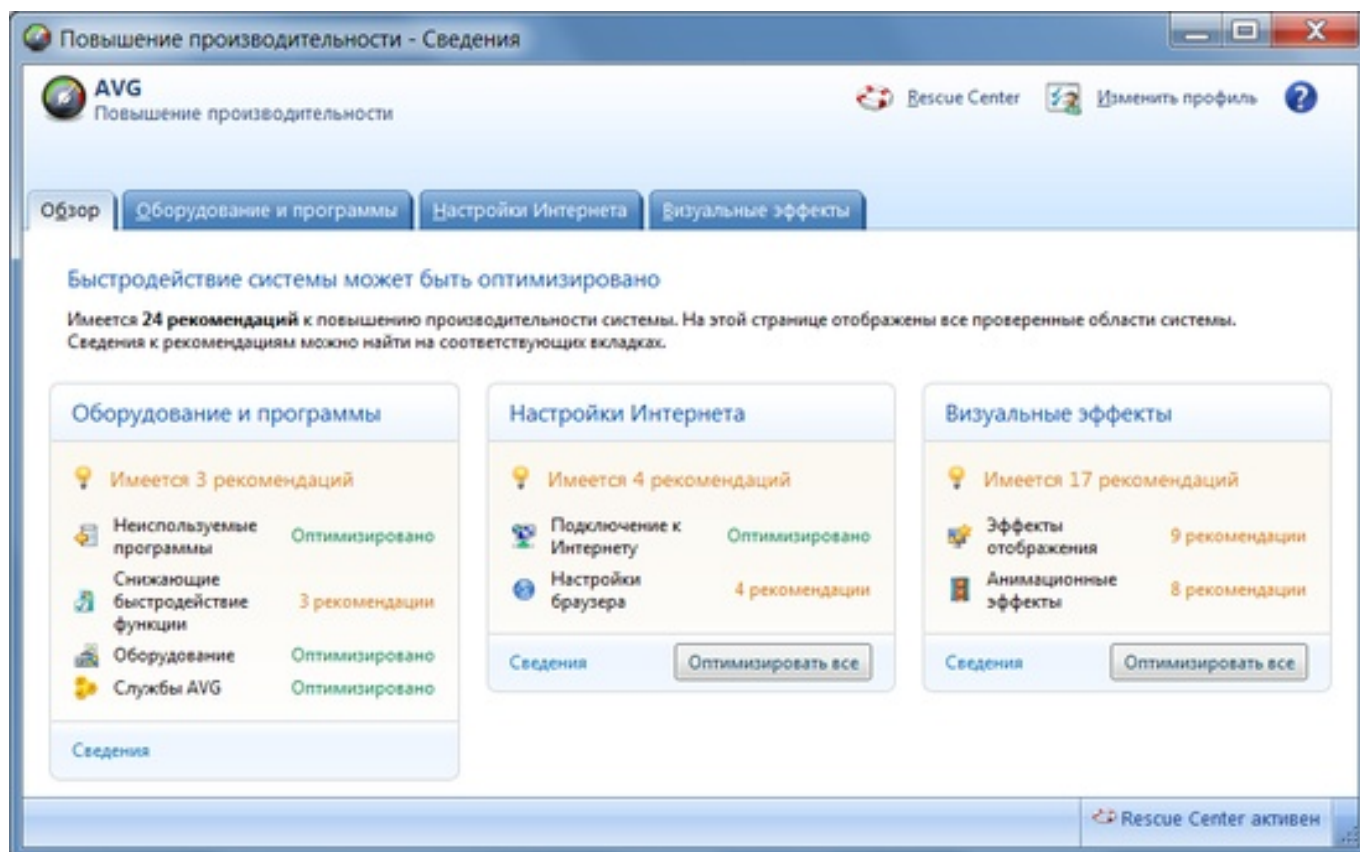 Повышение производительности - Сведения
AVG
Повышение производительности
Rescue Center
Изменить профиль
?
Обзор
Оборудование и программы
Настройки Интернета
Визуальные эффекты
Быстродействие системы может быть оптимизировано
Имеется 24 рекомендаций к повышению производительности системы. На этой странице отображены все проверенные области системы.
Сведения к рекомендациям можно найти на соответствующих вкладках.
Оборудование и программы
Имеется 3 рекомендаций
Неиспользуемые
программы
Оптимизировано
Снижающие
быстродействие
функции
3 рекомендации
Оборудование
Оптимизировано
Службы AVG
Оптимизировано
Сведения
Настройки Интернета
Имеется 4 рекомендаций
Подключение к
Интернету
Оптимизировано
Настройки
браузера
4 рекомендации
Сведения
Оптимизировать все
Визуальные эффекты
Имеется 17 рекомендаций
Эффекты
отображения
9 рекомендации
Анимационные
эффекты
8 рекомендации
Сведения
Оптимизировать все
Rescue Center активен